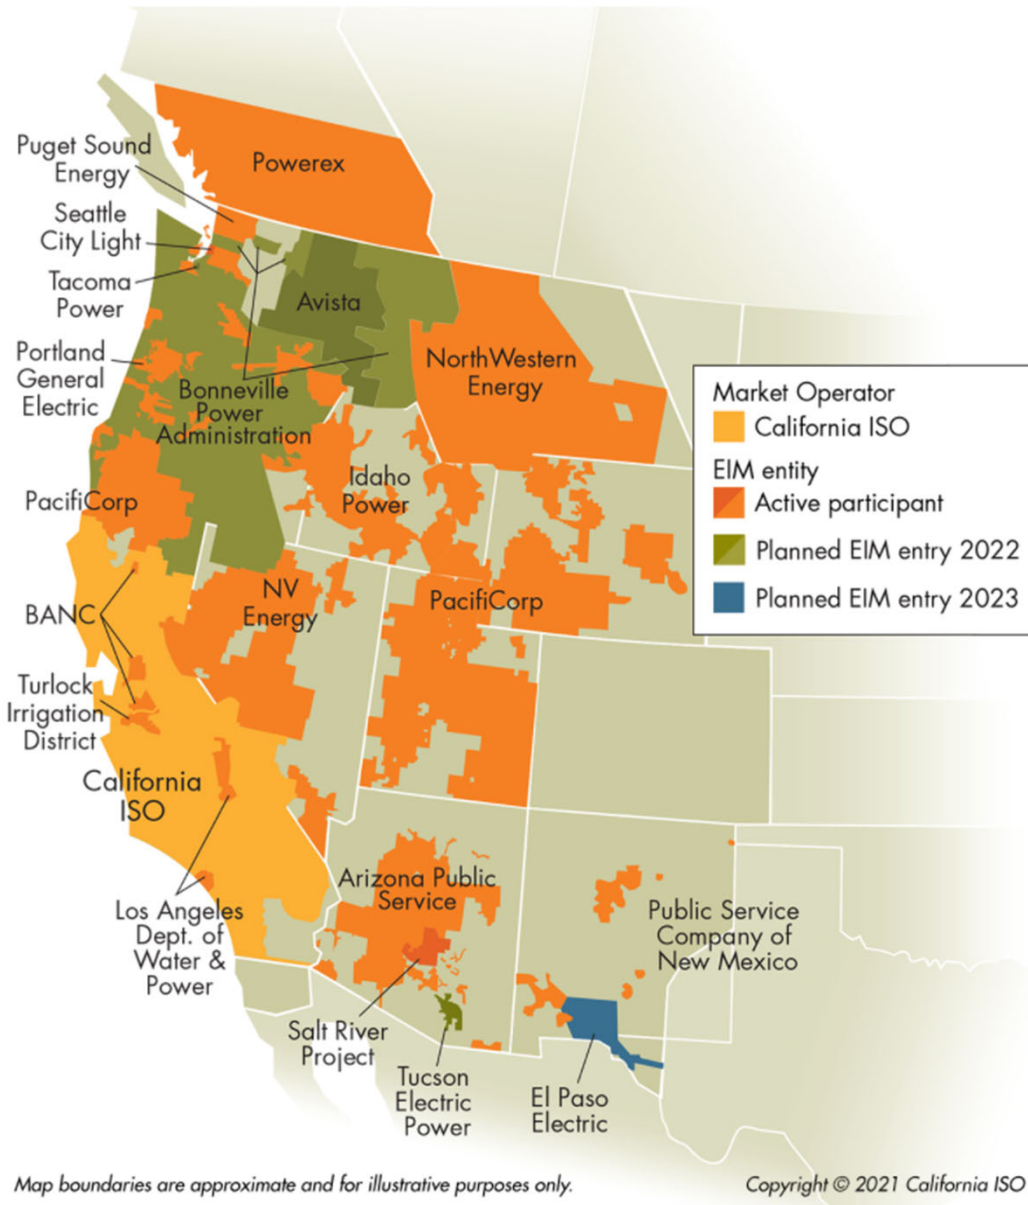 Puget Sound
Energy
Powerex
Seattle
City Light
Tacoma
Power
Avista
Portland
General
Electric
NorthWestern
Energy
Bonneville
Power
Administration
Market Operator
California ISO
EIM entity
Active participant
Planned EIM entry 2022
Planned EIM entry 2023
PacifiCorp
Idaho
Power
NV
Energy
PacifiCorp
BANC
Turlock
Irrigation
District
California
ISO
Los Angeles
Dept. of
Water &
Power
Arizona Public
Service
Public Service
Company of
New Mexico
Salt River
Project
Tucson
Electric
Power
El Paso
Electric
Map boundaries are approximate and for illustrative purposes only.
Copyright © 2021 California ISO